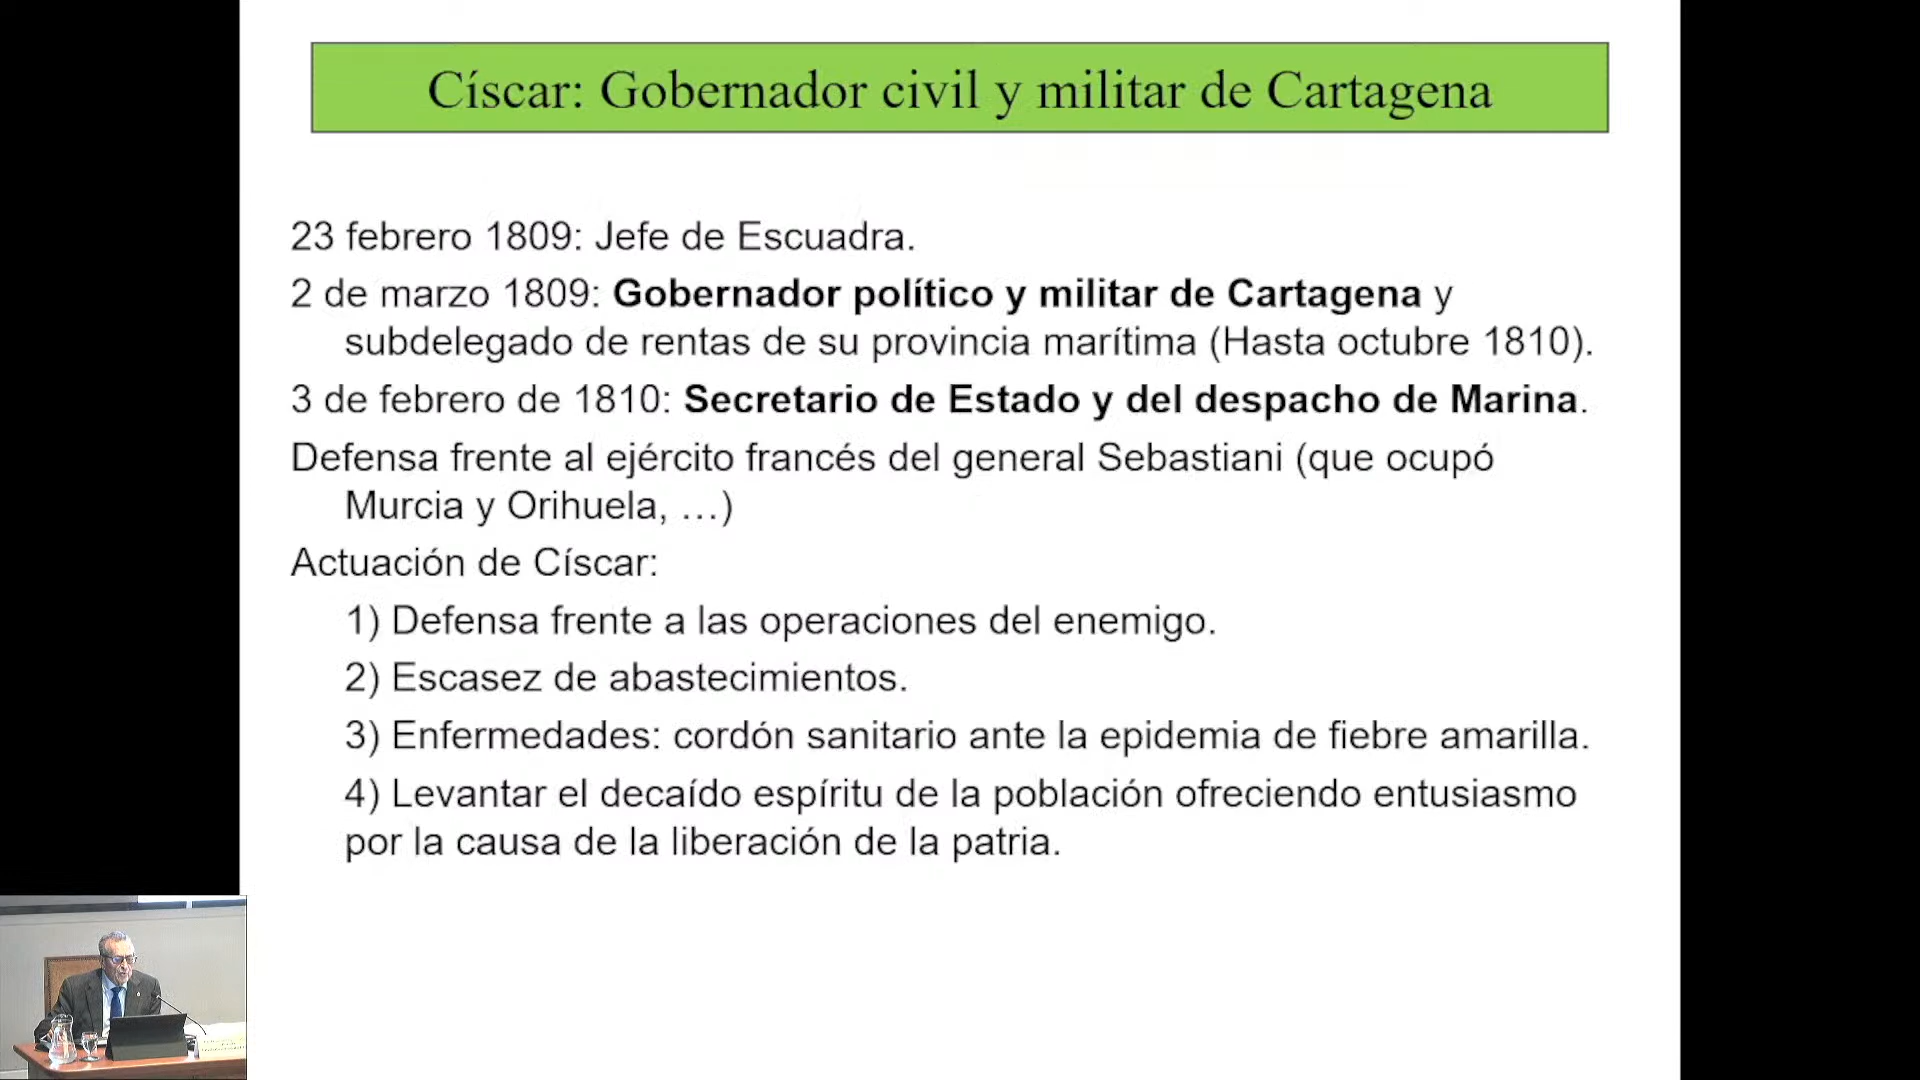 Císcar: Gobernador civil y militar de Cartagena
23 febrero 1809: Jefe de Escuadra.
2 de marzo 1809: Gobernador político y militar de Cartagena y
subdelegado de rentas de su provincia marítima (Hasta octubre 1810).
3 de febrero de 1810: Secretario de Estado y del despacho de Marina.
Defensa frente al ejército francés del general Sebastiani (que ocupó
Murcia y Orihuela, …)
Actuación de Císcar:
1) Defensa frente a las operaciones del enemigo.
2) Escasez de abastecimientos.
3) Enfermedades: cordón sanitario ante la epidemia de fiebre amarilla.
4) Levantar el decaído espíritu de la población ofreciendo entusiasmo
por la causa de la liberación de la patria.